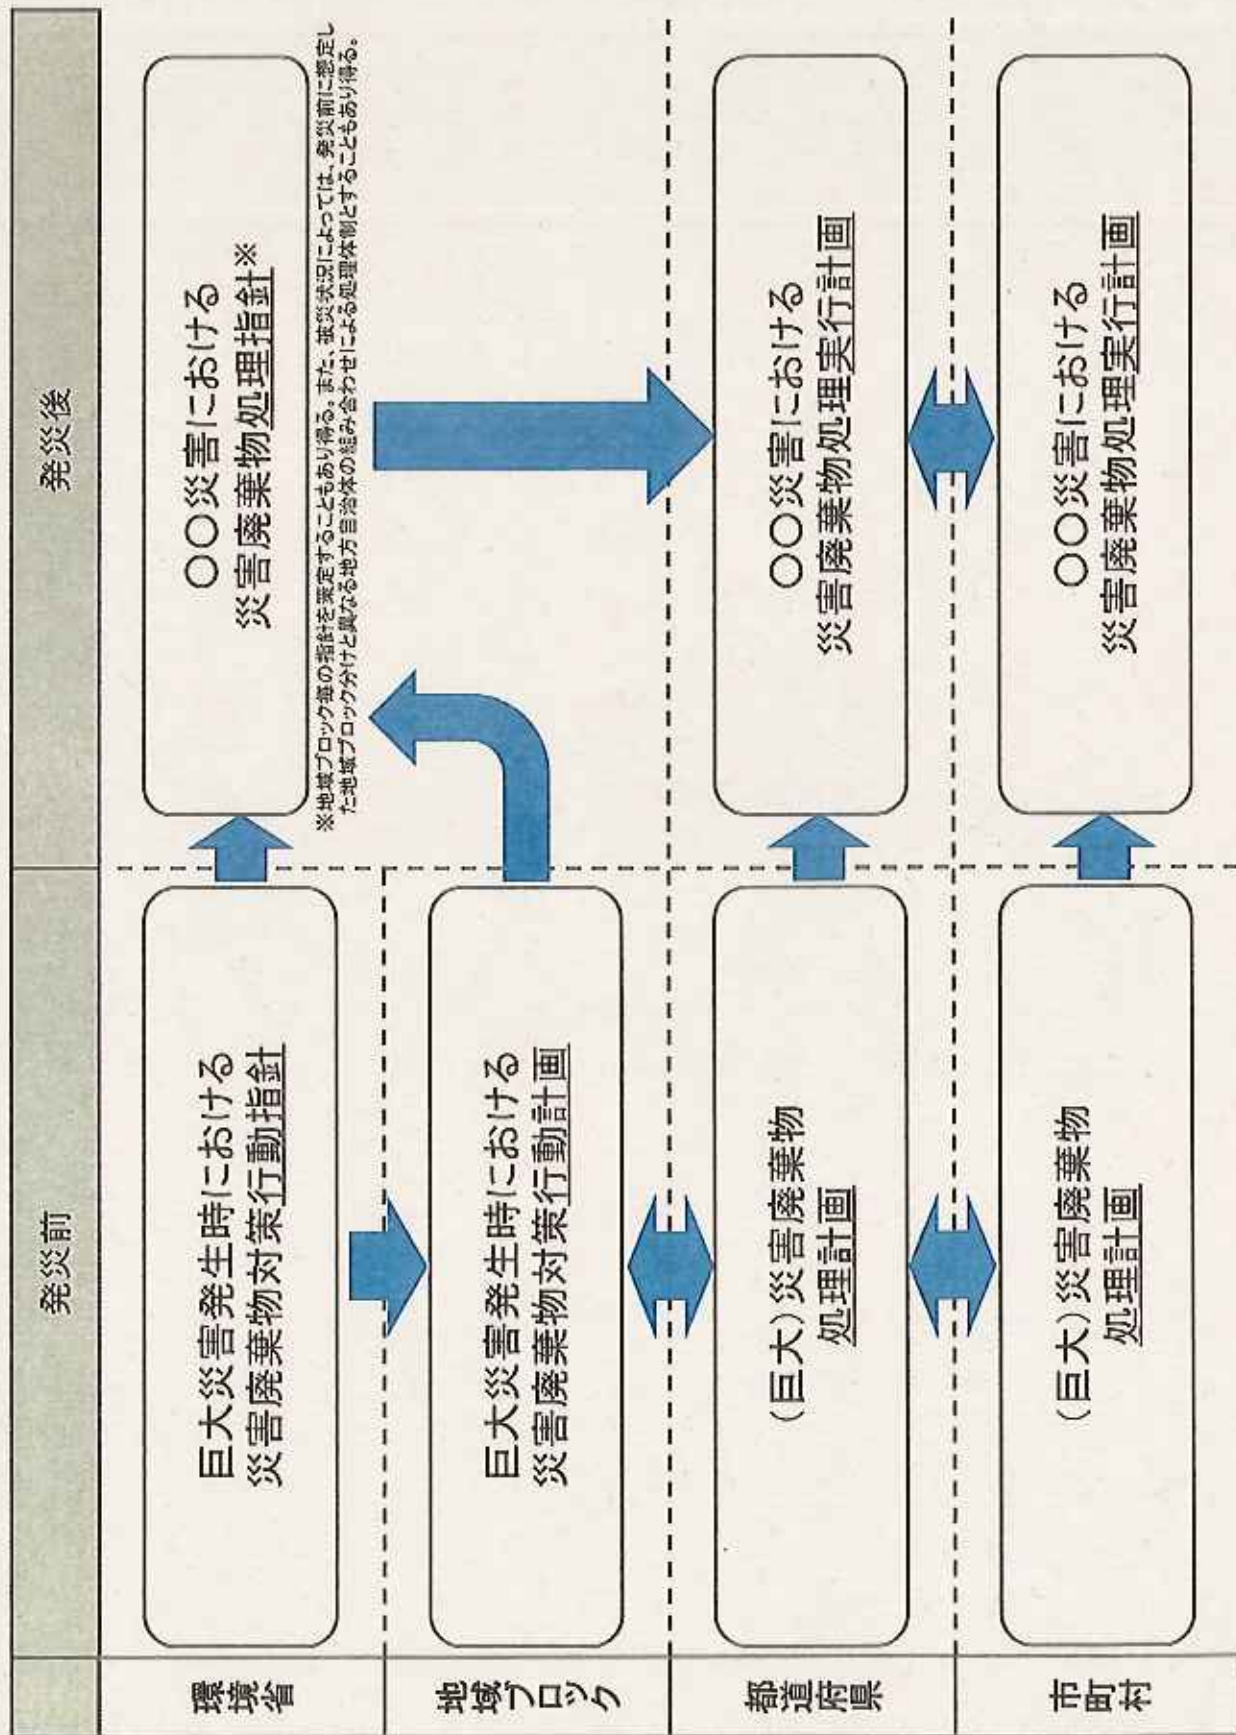 発災前
発災後
環境省
巨大災害発生時における
災害廃棄物対策行動指針
〇〇災害における
災害廃棄物処理指針※
※地域ブロック毎の指針を策定することもあり得る。また、被災状況によっては、発災前に想定し
た地域ブロック分けと異なる地方自治体の組み合わせによる処理体制とすることもあり得る。
地域ブロック
巨大災害発生時における
災害廃棄物対策行動計画
都道府県
(巨大)災害廃棄物
処理計画
〇〇災害における
災害廃棄物処理実行計画
市町村
(巨大)災害廃棄物
処理計画
〇〇災害における
災害廃棄物処理実行計画